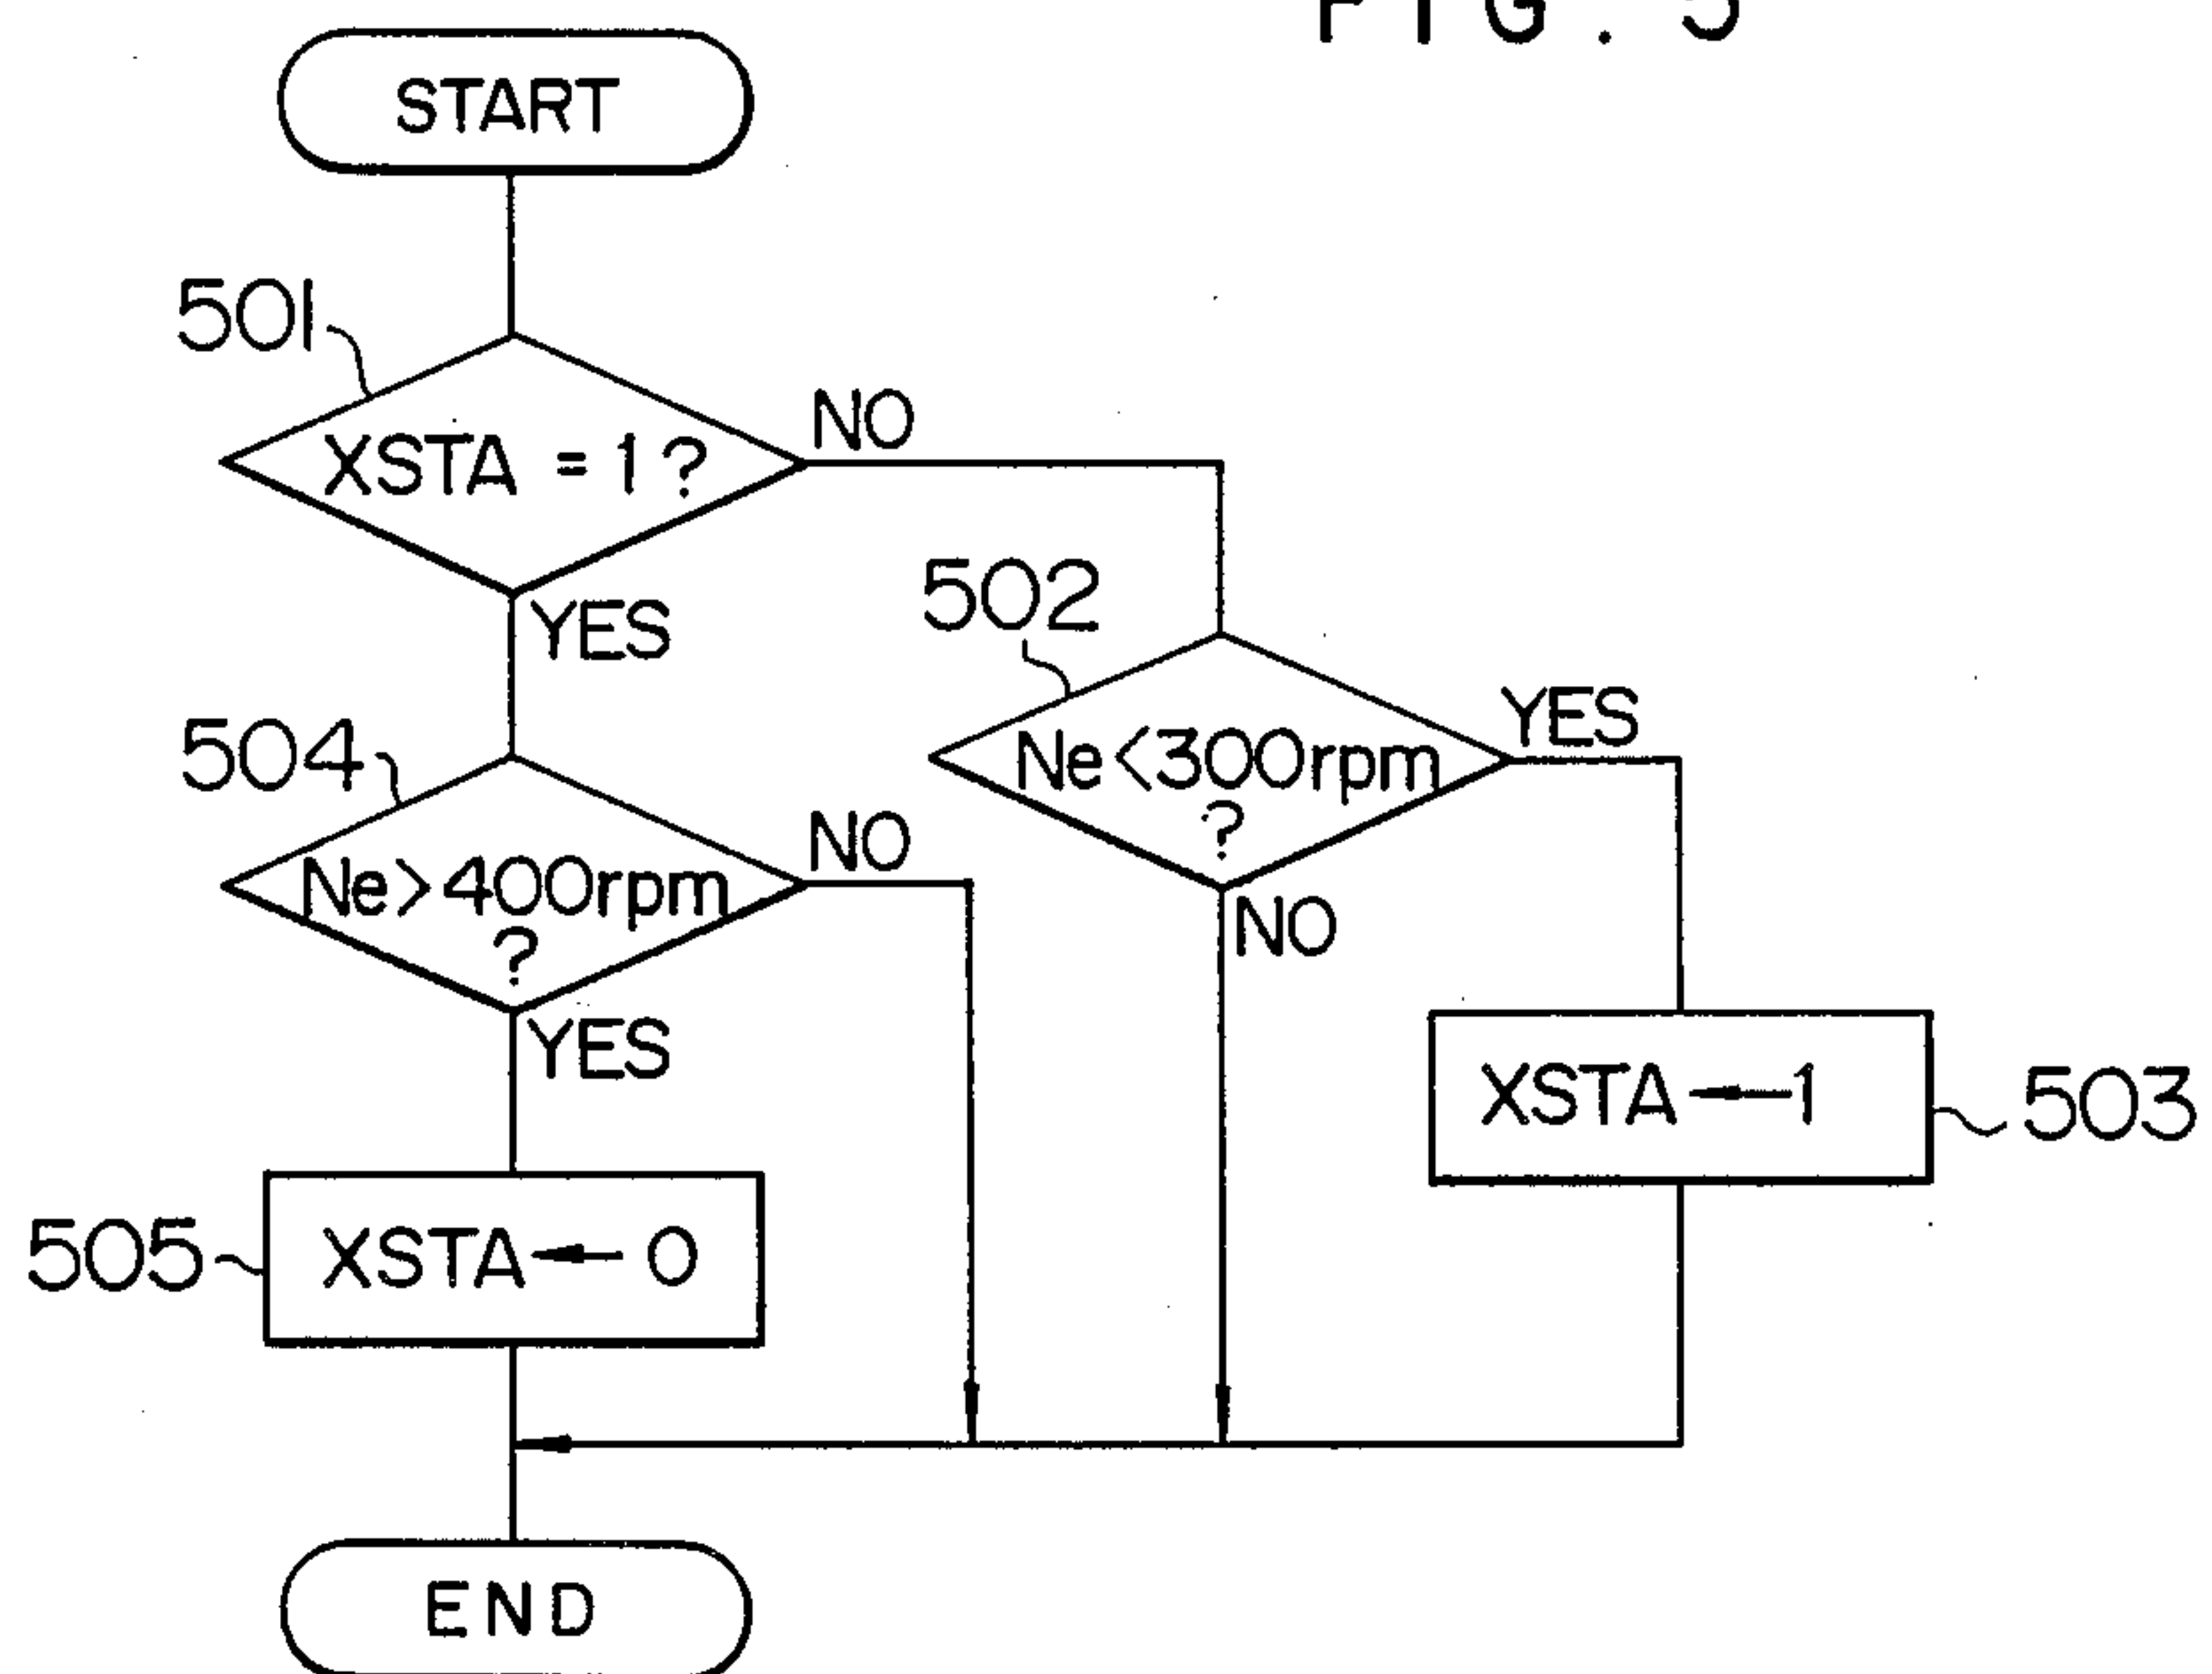 FIG. 5
START
501
XSTA = 1 ?
NO
YES
502
Ne<300rpm
?
YES
NO
504
Ne>400rpm
?
NO
YES
XSTA ← 1
503
505
XSTA ← 0
END